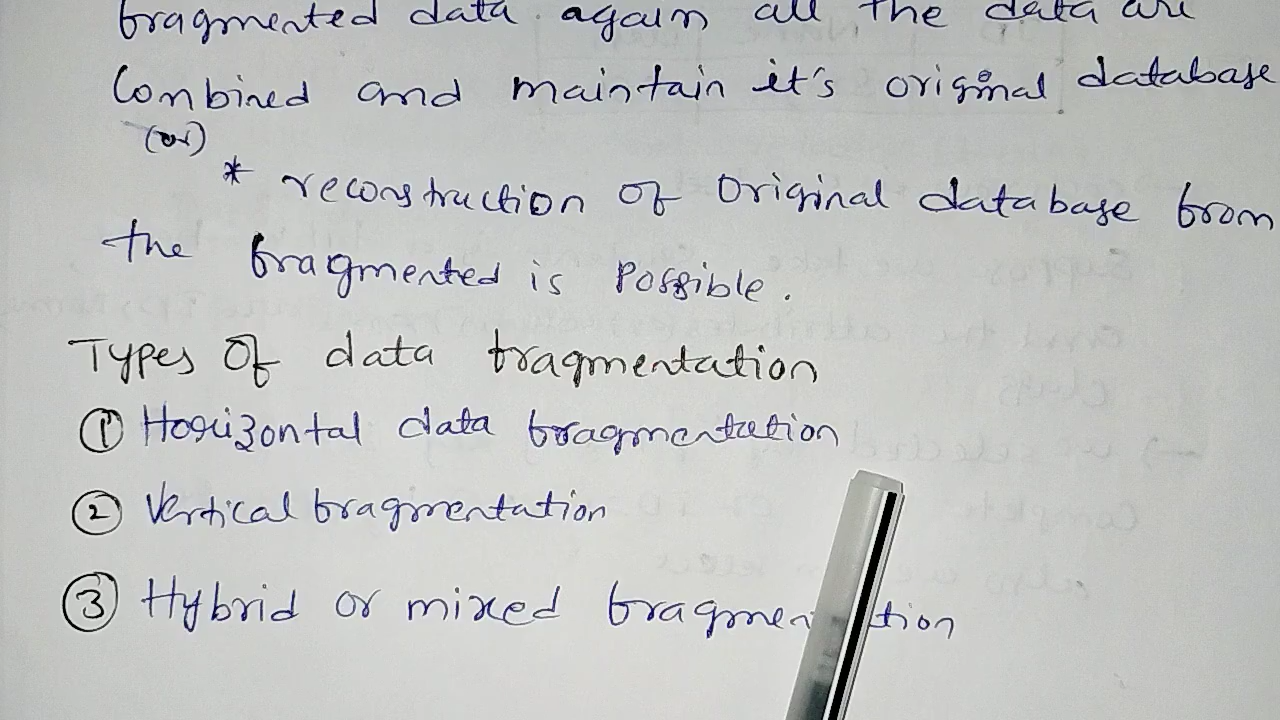 fragmented data again all the data are
Combined and maintain it's original database
(or)
* reconstruction of Original database from
the fragmented is Possible.
Types Of data fragmentation
① Horizontal data fragmentation
② Vertical fragmentation
③ Hybrid or mixed fragmen tion